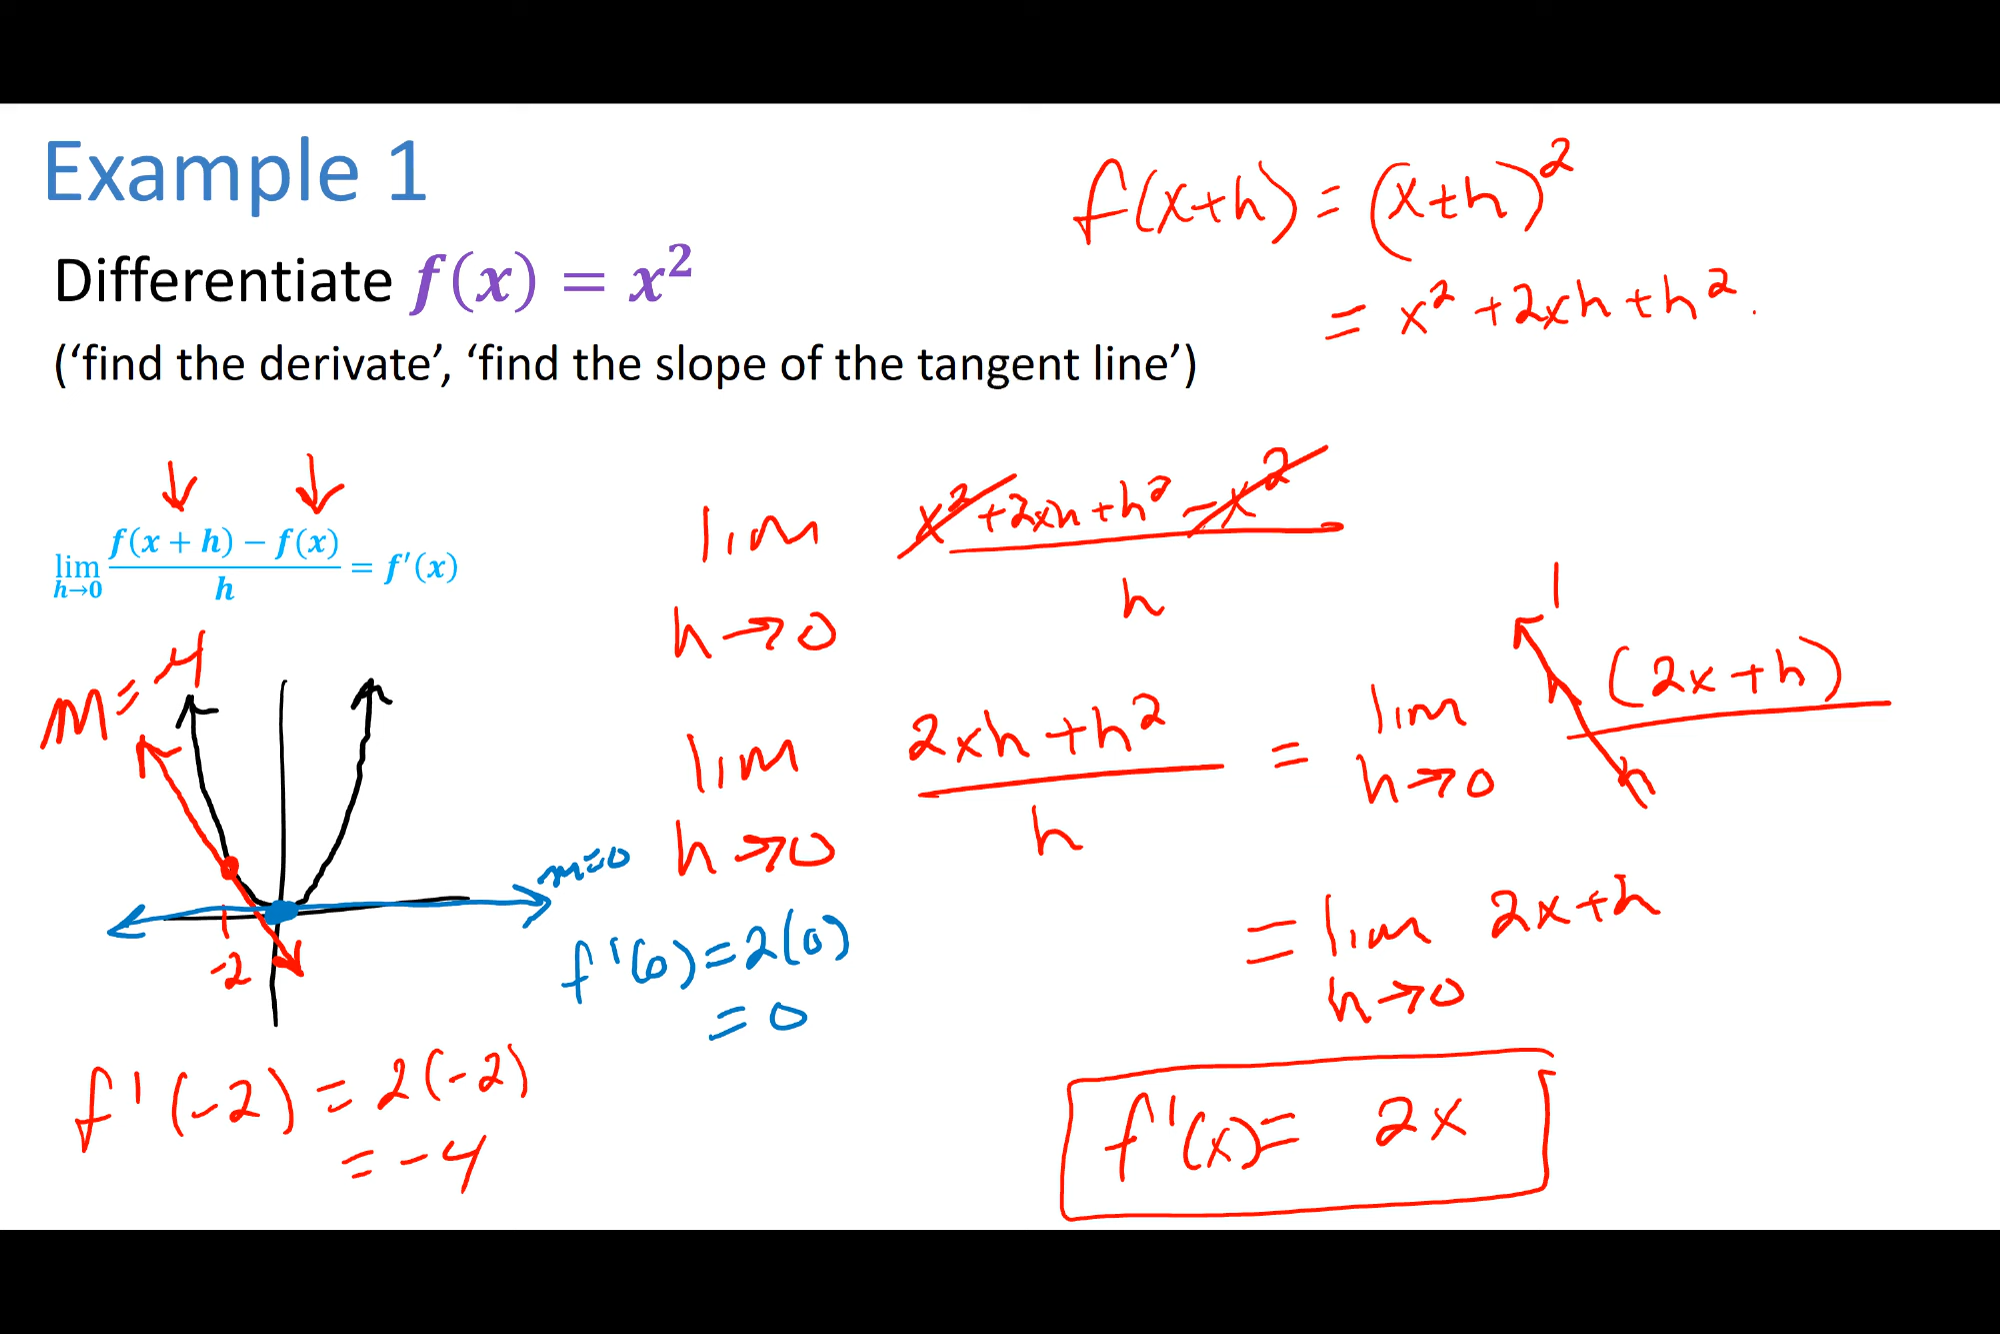 Example 1
Differentiate f(x) = x²
(‘find the derivate’, ‘find the slope of the tangent line’)
f(x+h) = (x+h)²
= x² + 2xh + h².
lim h→0 f(x + h) − f(x) / h = f′(x)
lim h→0 x² + 2xh + h² − x² / h
lim h→0 2xh + h² / h = lim h→0 h(2x+h) / h
1
= lim h→0 2x+h
f'(x) = 2x
m = -4
-2
m=0
f'(0) = 2(0)
= 0
f'(-2) = 2(-2)
= -4